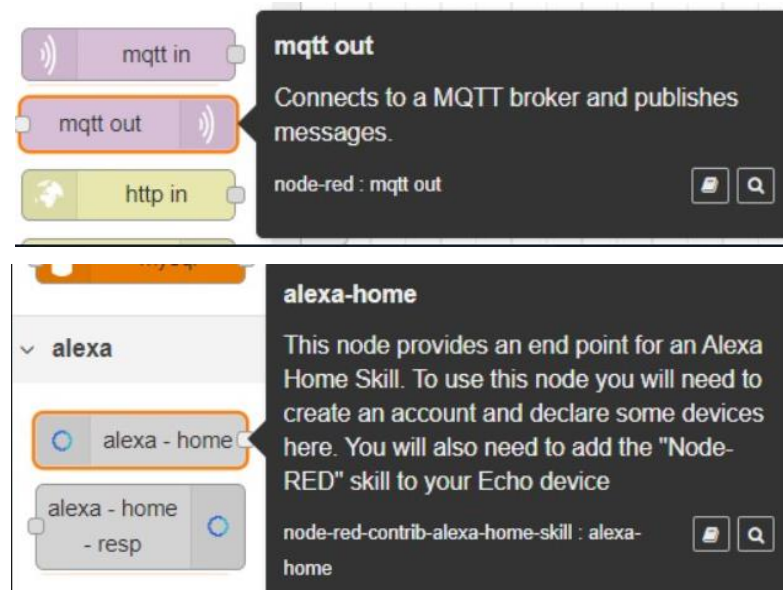 mqtt in
mqtt out
http in
mqtt out
Connects to a MQTT broker and publishes
messages.
node-red : mqtt out
alexa
alexa - home
alexa - home
- resp
alexa-home
This node provides an end point for an Alexa
Home Skill. To use this node you will need to
create an account and declare some devices
here. You will also need to add the "Node-
RED" skill to your Echo device
node-red-contrib-alexa-home-skill : alexa-
home